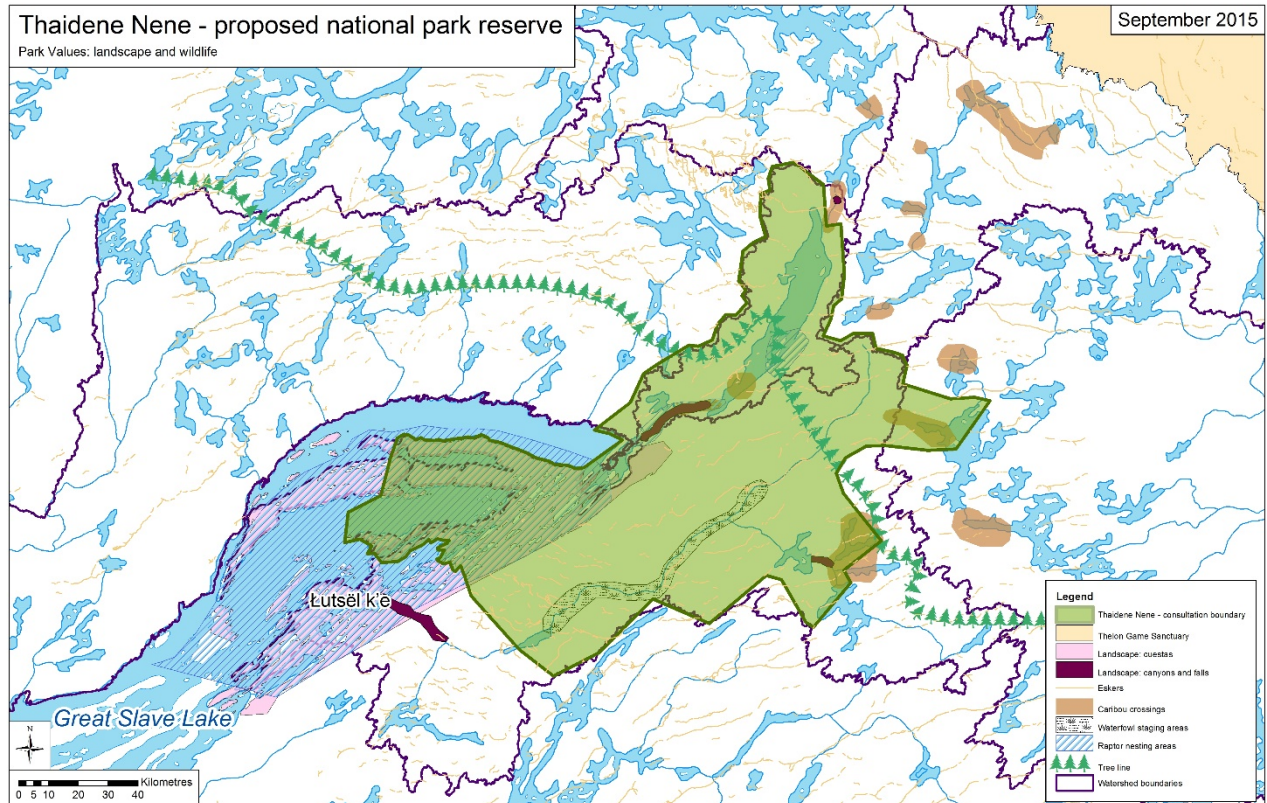 Thaidene Nene - proposed national park reserve
Park Values: landscape and wildlife
September 2015
Łutsël k'e
Great Slave Lake
N
0 5 10 20 30 40 Kilometres
Legend
Thaidene Nene - consultation boundary
Thelon Game Sanctuary
Landscape: cuestas
Landscape: canyons and falls
Eskers
Caribou crossings
Waterfowl staging areas
Raptor nesting areas
Tree line
Watershed boundaries